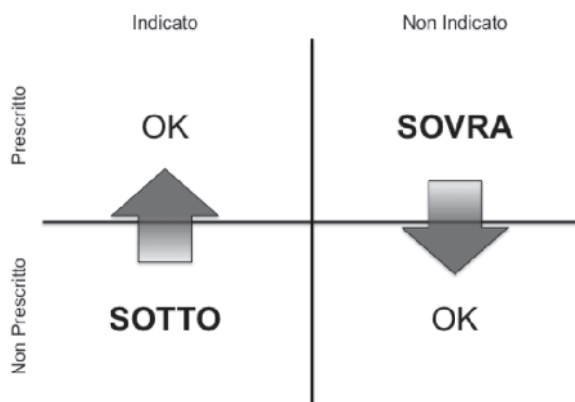 Indicato
Non Indicato
Prescritto
OK
SOVRA
Non Prescritto
SOTTO
OK